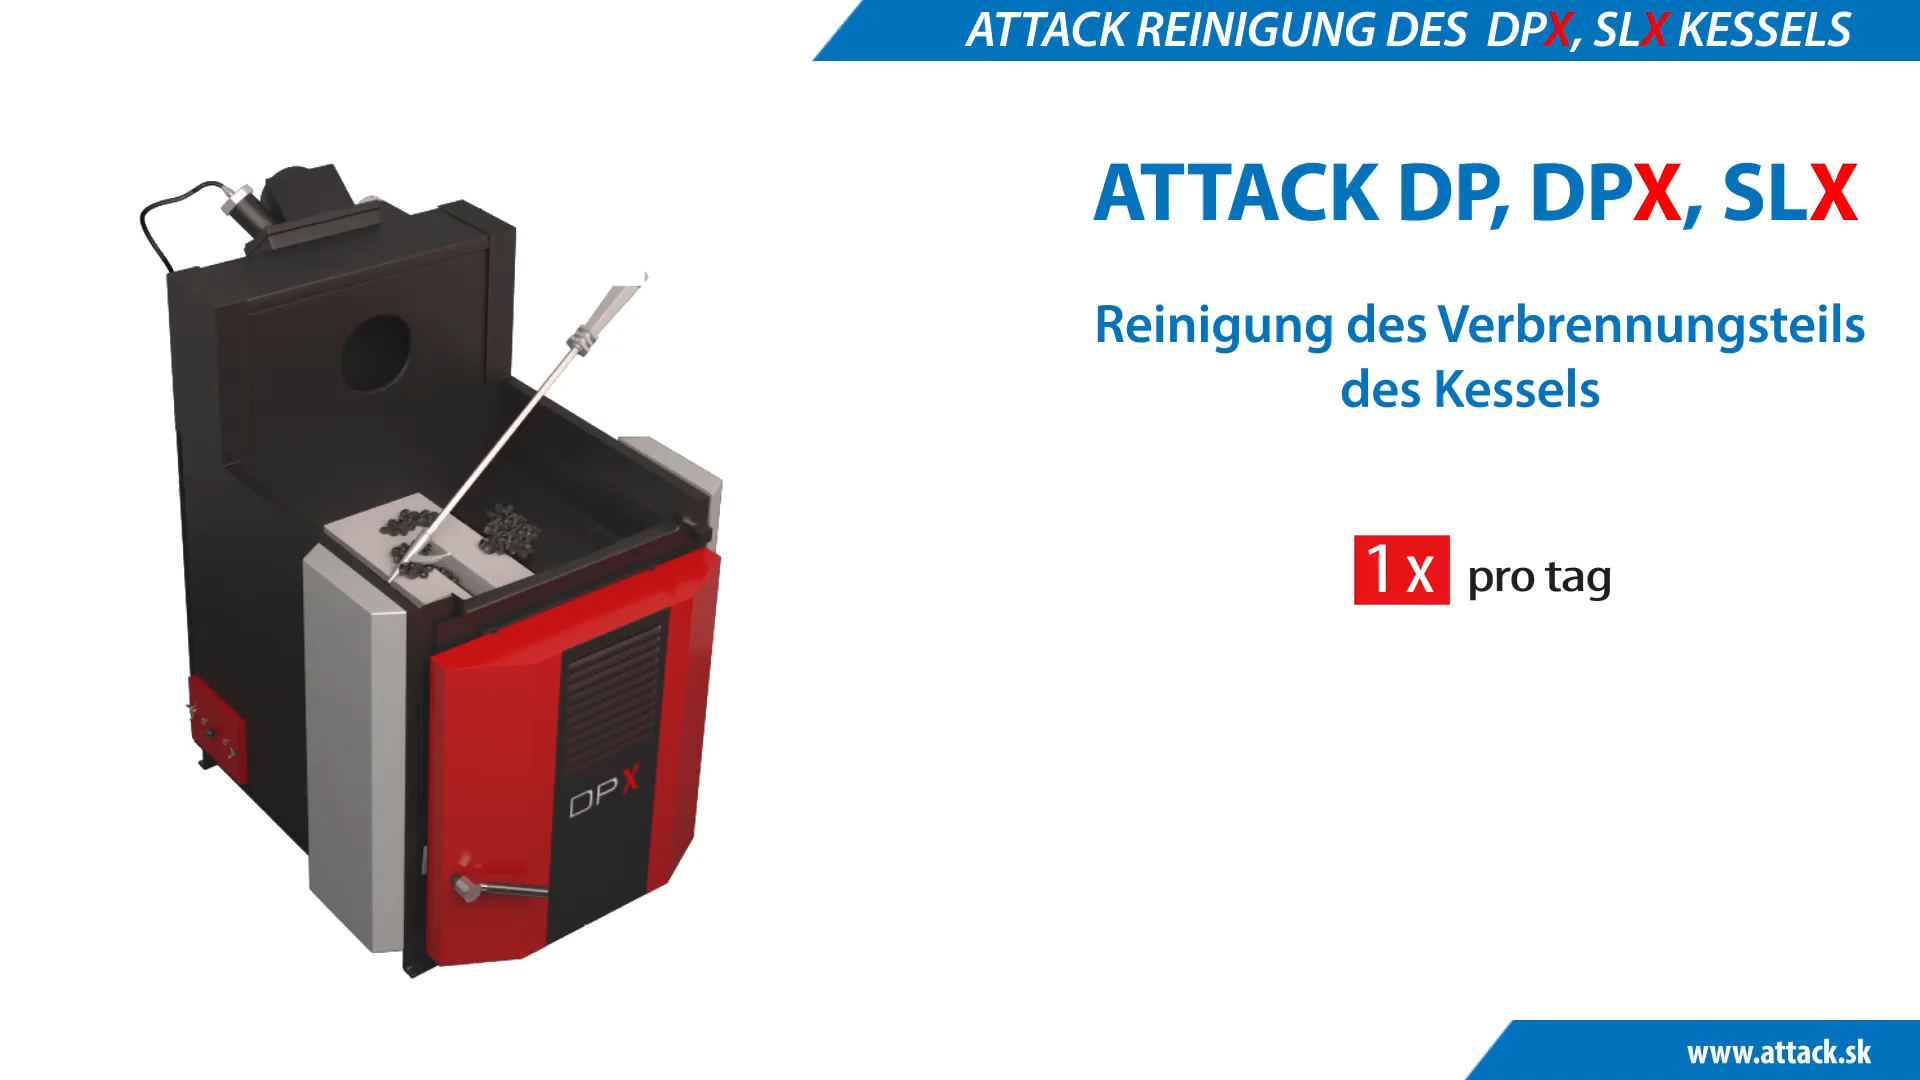 ATTACK REINIGUNG DES DPX, SLX KESSELS
ATTACK DP, DPX, SLX
Reinigung des Verbrennungsteils
des Kessels
1 x pro tag
DPX
www.attack.sk